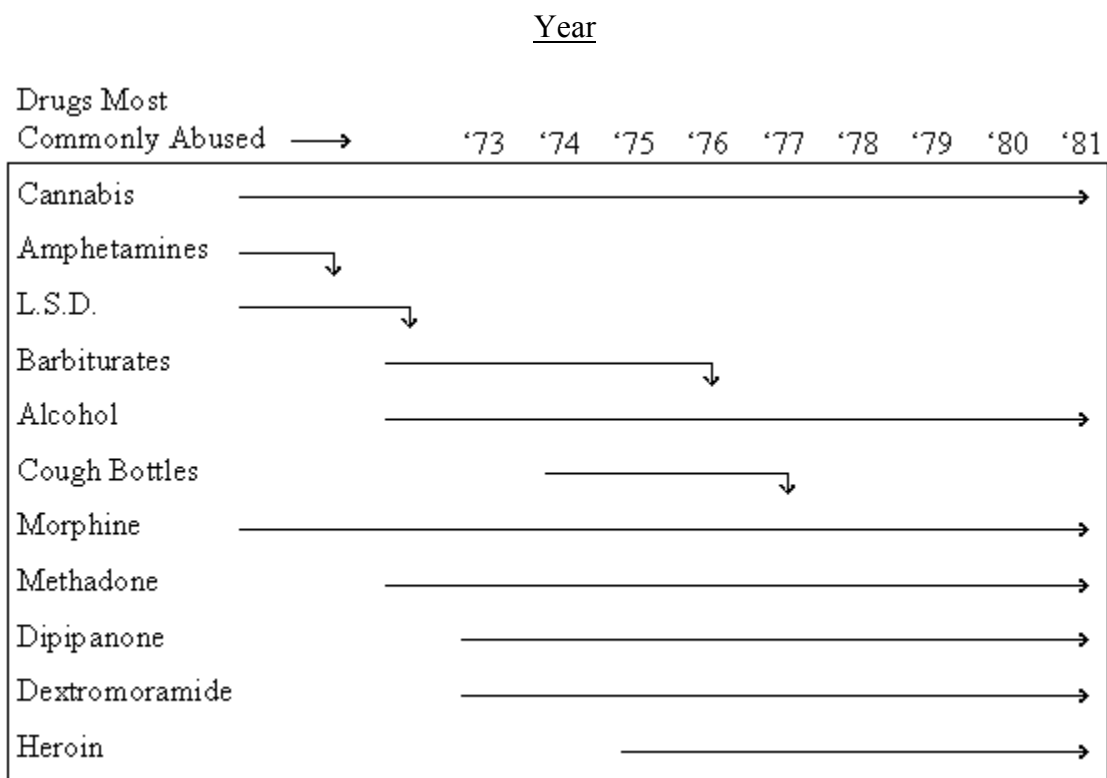 Year
Drugs Most
Commonly Abused ‘73 ‘74 ‘75 ‘76 ‘77 ‘78 ‘79 ‘80 ‘81
Cannabis
Amphetamines
L.S.D.
Barbiturates
Alcohol
Cough Bottles
Morphine
Methadone
Dipipanone
Dextromoramide
Heroin